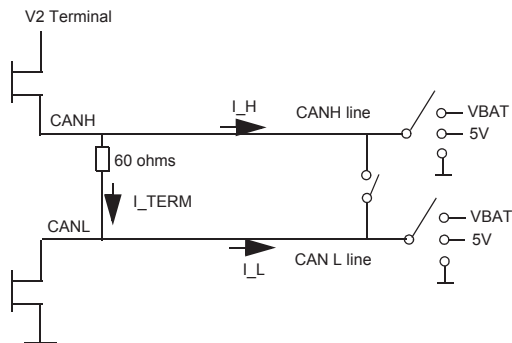 V2 Terminal
I_H
CANH line
CANH
VBAT
5V
60 ohms
I_TERM
CANL
VBAT
5V
I_L
CAN L line